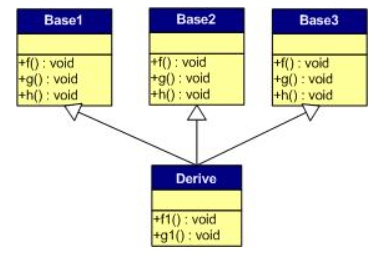 Base1
Base2
Base3
+f() : void
+g() : void
+h() : void
+f() : void
+g() : void
+h() : void
+f() : void
+g() : void
+h() : void
Derive
+f1() : void
+g1() : void